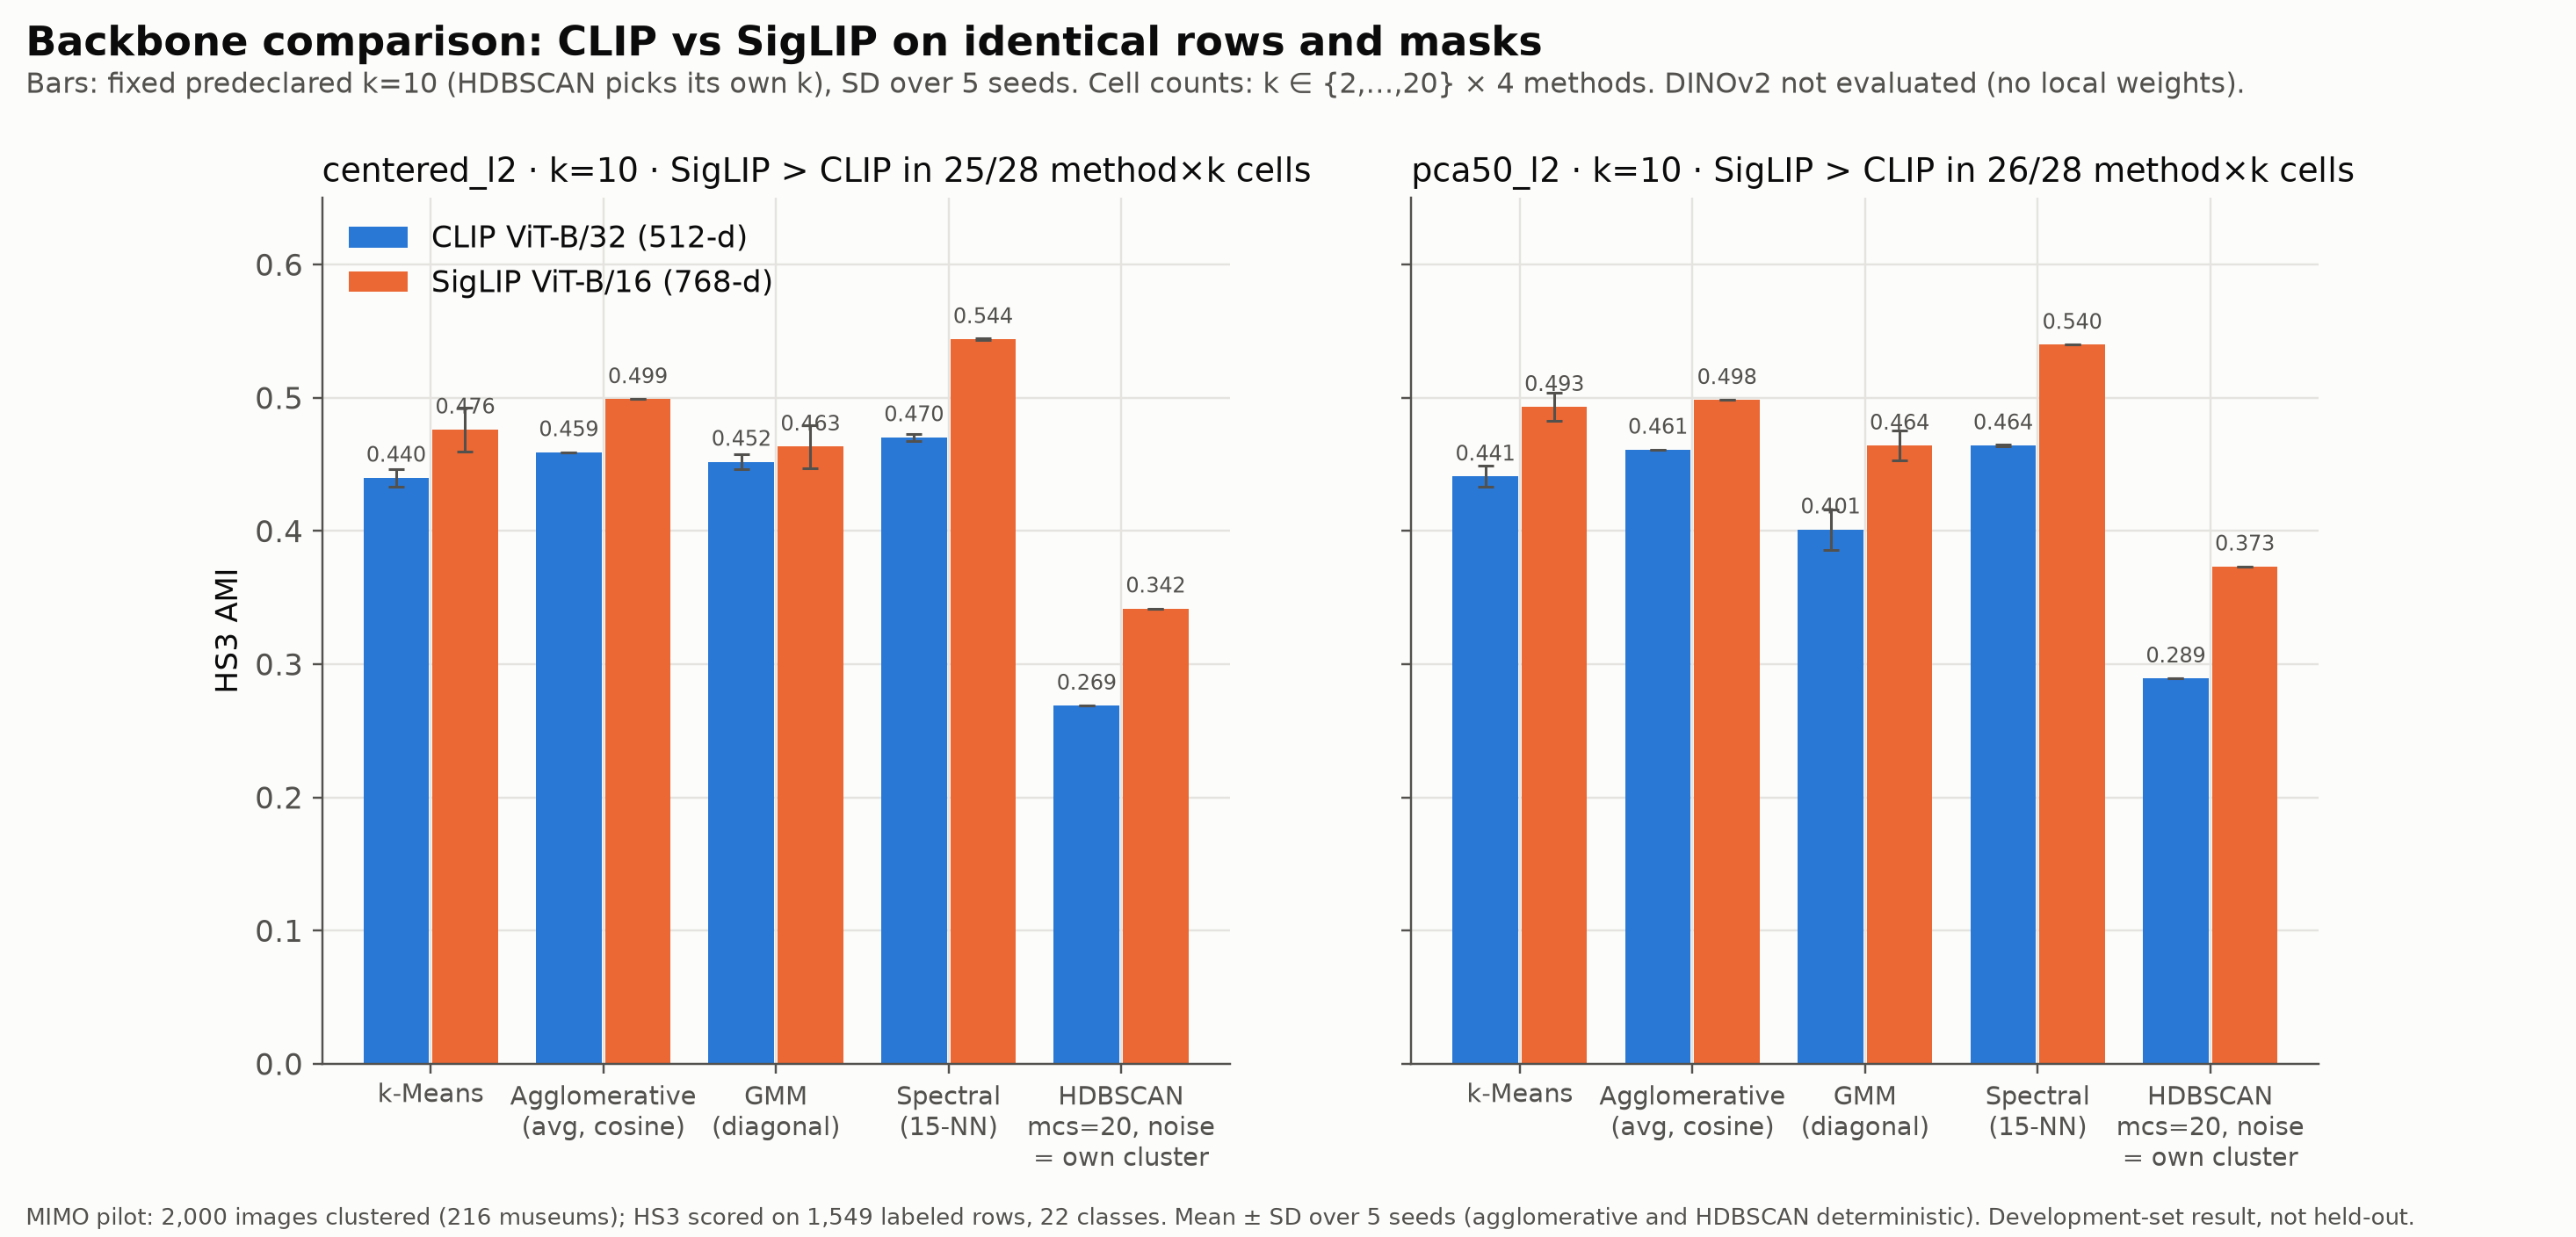 Backbone comparison: CLIP vs SigLIP on identical rows and masks
Bars: fixed predeclared k=10 (HDBSCAN picks its own k), SD over 5 seeds. Cell counts: k ∈ {2,...,20} × 4 methods. DINOv2 not evaluated (no local weights).
centered_l2 · k=10 · SigLIP > CLIP in 25/28 method×k cells
CLIP ViT-B/32 (512-d)
SigLIP ViT-B/16 (768-d)
HS3 AMI
0.6
0.5
0.4
0.3
0.2
0.1
0.0
0.440
0.476
0.459
0.499
0.452
0.463
0.470
0.544
0.269
0.342
k-Means
Agglomerative
(avg, cosine)
GMM
(diagonal)
Spectral
(15-NN)
HDBSCAN
mcs=20, noise
= own cluster
pca50_l2 · k=10 · SigLIP > CLIP in 26/28 method×k cells
0.441
0.493
0.461
0.498
0.401
0.464
0.464
0.540
0.289
0.373
k-Means
Agglomerative
(avg, cosine)
GMM
(diagonal)
Spectral
(15-NN)
HDBSCAN
mcs=20, noise
= own cluster
MIMO pilot: 2,000 images clustered (216 museums); HS3 scored on 1,549 labeled rows, 22 classes. Mean ± SD over 5 seeds (agglomerative and HDBSCAN deterministic). Development-set result, not held-out.